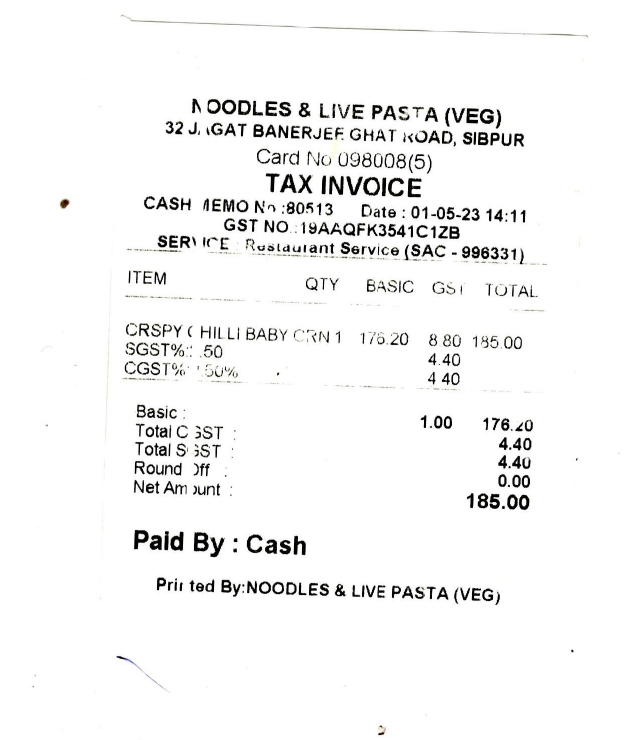 NOODLES & LIVE PASTA (VEG)
32 JAGAT BANERJEE GHAT ROAD, SIBPUR
Card No 098008(5)
TAX INVOICE
CASH MEMO No :80513 Date : 01-05-23 14:11
GST NO.:19AAQFK3541C1ZB
SERVICE : Restaurant Service (SAC - 996331)
ITEM QTY BASIC GST TOTAL
CRSPY CHILLI BABY CRN 1 176.20 8.80 185.00
SGST% .50 4.40
CGST% .50% 4.40
Basic : 1.00 176.20
Total CGST : 4.40
Total SGST : 4.40
Round Off : 0.00
Net Amount : 185.00
Paid By : Cash
Printed By:NOODLES & LIVE PASTA (VEG)